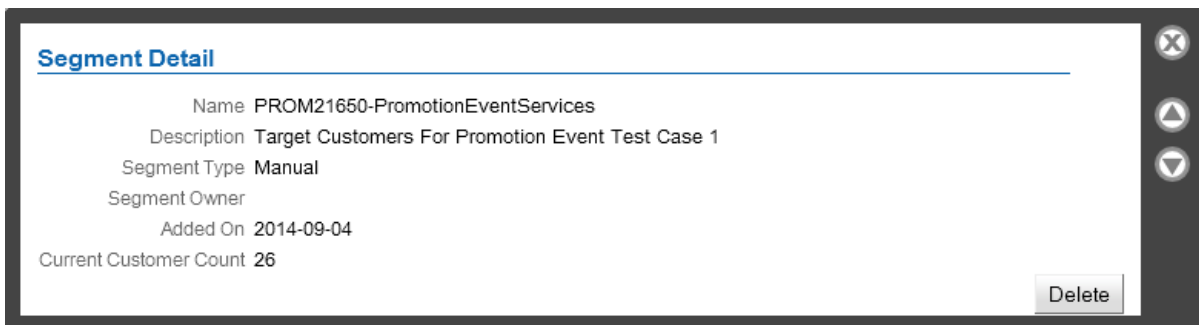 Segment Detail
Name PROM21650-PromotionEventServices
Description Target Customers For Promotion Event Test Case 1
Segment Type Manual
Segment Owner
Added On 2014-09-04
Current Customer Count 26
Delete